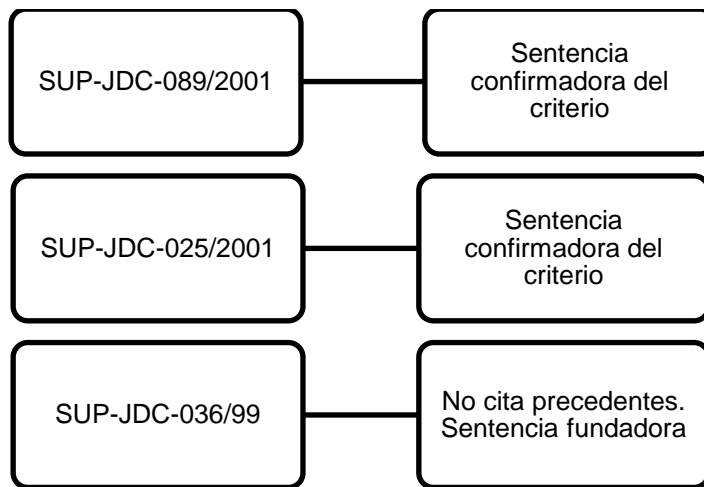 SUP-JDC-089/2001
Sentencia
confirmadora del
criterio
SUP-JDC-025/2001
Sentencia
confirmadora del
criterio
SUP-JDC-036/99
No cita precedentes.
Sentencia fundadora